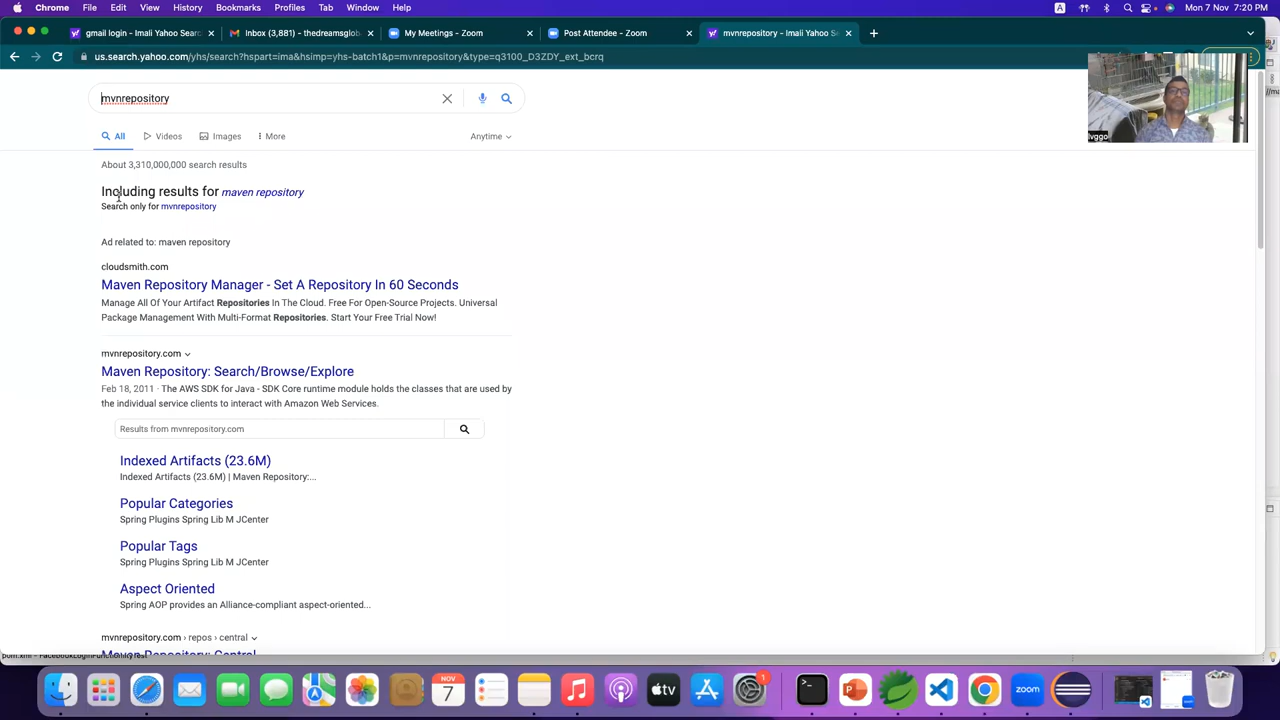 Chrome File Edit View History Bookmarks Profiles Tab Window Help A Mon 7 Nov 7:20 PM
gmail login - Imali Yahoo Sear Inbox (3,881) - thedreamsglob My Meetings - Zoom Post Attendee - Zoom mvnrepository - Imali Yahoo S
us.search.yahoo.com/yhs/search?hspart=ima&hsimp=yhs-batch1&p=mvnrepository&type=q3100_D3ZDY_ext_bcrq
mvnrepository
All Videos Images More Anytime
About 3,310,000,000 search results
Including results for maven repository
Search only for mvnrepository
Ad related to: maven repository
cloudsmith.com
Maven Repository Manager - Set A Repository In 60 Seconds
Manage All Of Your Artifact Repositories In The Cloud. Free For Open-Source Projects. Universal
Package Management With Multi-Format Repositories. Start Your Free Trial Now!
mvnrepository.com
Maven Repository: Search/Browse/Explore
Feb 18, 2011 · The AWS SDK for Java - SDK Core runtime module holds the classes that are used by
the individual service clients to interact with Amazon Web Services.
Results from mvnrepository.com
Indexed Artifacts (23.6M)
Indexed Artifacts (23.6M) | Maven Repository:...
Popular Categories
Spring Plugins Spring Lib M JCenter
Popular Tags
Spring Plugins Spring Lib M JCenter
Aspect Oriented
Spring AOP provides an Alliance-compliant aspect-oriented...
mvnrepository.com › repos › central
Maven Repository: Central
NOV
7
tv
1
zoom